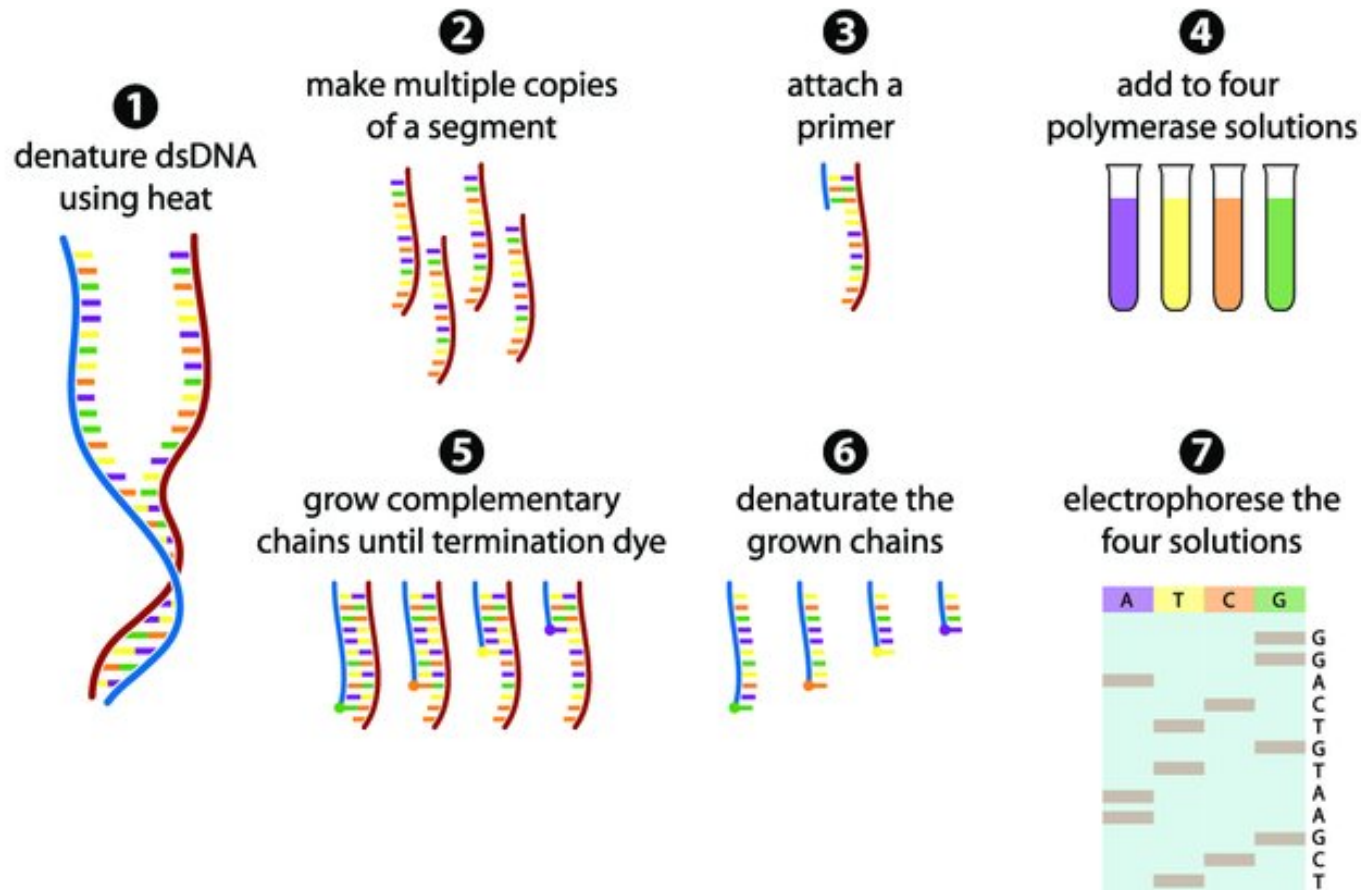 1
denature dsDNA
using heat
2
make multiple copies
of a segment
3
attach a
primer
4
add to four
polymerase solutions
5
grow complementary
chains until termination dye
6
denaturate the
grown chains
7
electrophorese the
four solutions
A T C G
G
G
A
C
T
G
T
A
A
G
C
T